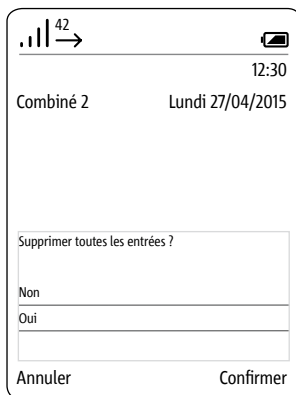 42
12:30
Combiné 2 Lundi 27/04/2015
Supprimer toutes les entrées ?
Non
Oui
Annuler Confirmer